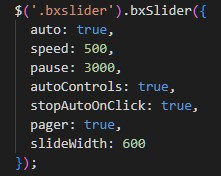 $('.bxslider').bxSlider({
  auto: true,
  speed: 500,
  pause: 3000,
  autoControls: true,
  stopAutoOnClick: true,
  pager: true,
  slideWidth: 600
});